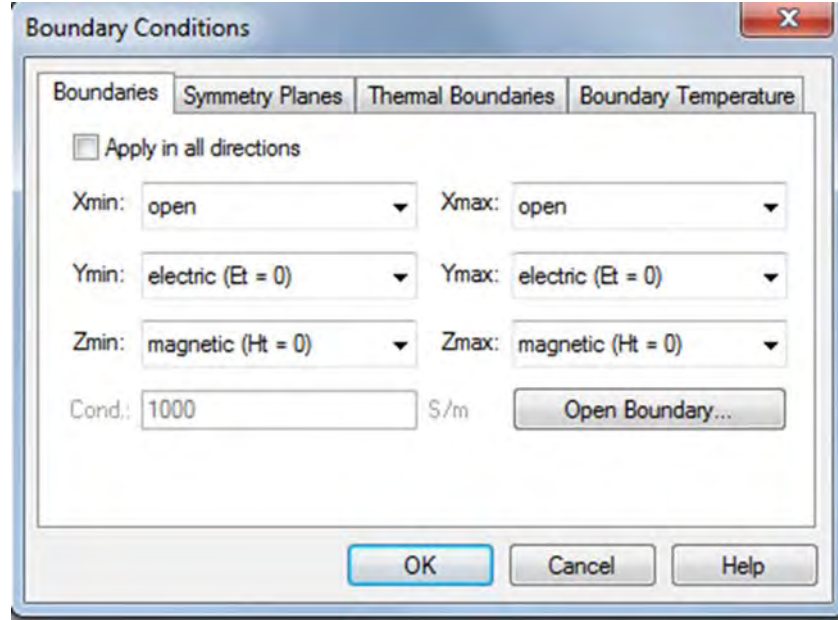 Boundary Conditions
Boundaries Symmetry Planes Thermal Boundaries Boundary Temperature
Apply in all directions
Xmin: open Xmax: open
Ymin: electric (Et = 0) Ymax: electric (Et = 0)
Zmin: magnetic (Ht = 0) Zmax: magnetic (Ht = 0)
Cond.: 1000 S/m Open Boundary...
OK Cancel Help